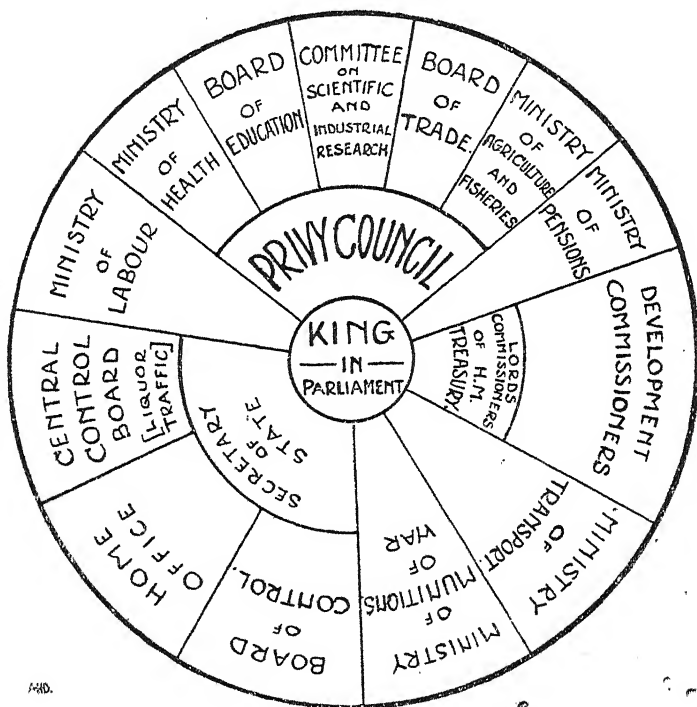 COMMITTEE
ON
SCIENTIFIC
AND
INDUSTRIAL
RESEARCH
BOARD
OF
TRADE.
MINISTRY
OF
AGRICULTURE
AND
FISHERIES
MINISTRY
OF
PENSIONS
DEVELOPMENT
COMMISSIONERS
LORDS
COMMISSIONERS
OF H.M.
TREASURY.
MINISTRY
OF
TRANSPORT.
MINISTRY
OF
MUNITIONS
OF
WAR
BOARD
OF
CONTROL.
HOME
OFFICE
SECRETARY
OF
STATE
CENTRAL
CONTROL
BOARD
[LIQUOR
TRAFFIC]
MINISTRY
OF
LABOUR
MINISTRY
OF
HEALTH
BOARD
OF
EDUCATION
PRIVY COUNCIL
KING
IN
PARLIAMENT